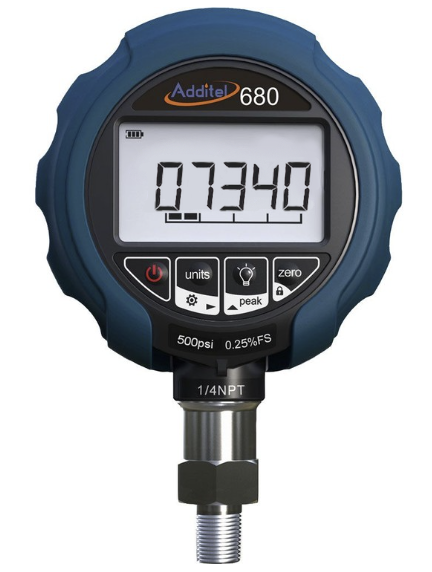 Additel 680
07340
units
zero
peak
500psi 0.25%FS
1/4NPT